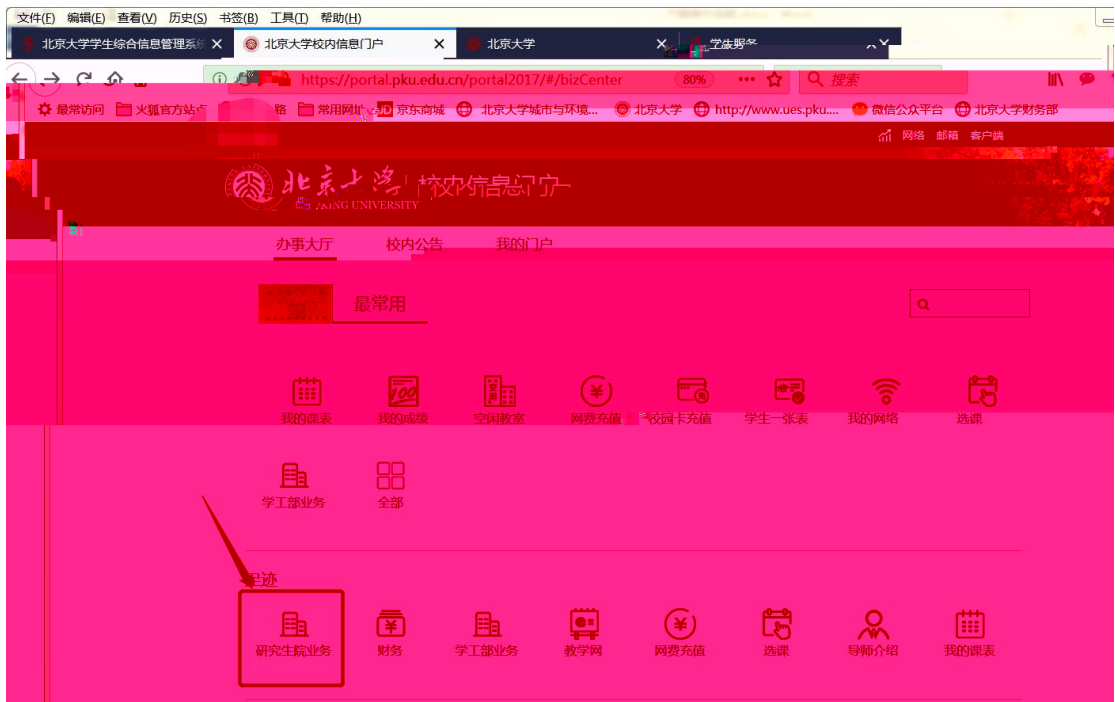 文件(F) 编辑(E) 查看(V) 历史(S) 书签(B) 工具(T) 帮助(H)
北京大学学生综合信息管理系统 北京大学校内信息门户 北京大学
https://portal.pku.edu.cn/portal2017/#/bizCenter 80% 搜索
最常访问 火狐官方站点 常用网址 JD 京东商城 北京大学城市与环境... 北京大学 http://www.ues.pku.... 微信公众平台 北京大学财务部
网络 邮箱 客户端
北京大学 校内信息门户
UNIVERSITY
办事大厅 校内公告 我的门户
最常用
我的课表 我的成绩 空闲教室 网费充值 校园卡充值 学生一张表 我的网络 选课
学工部业务 全部
足迹
研究生院业务 财务 学工部业务 教学网 网费充值 选课 导师介绍 我的课表